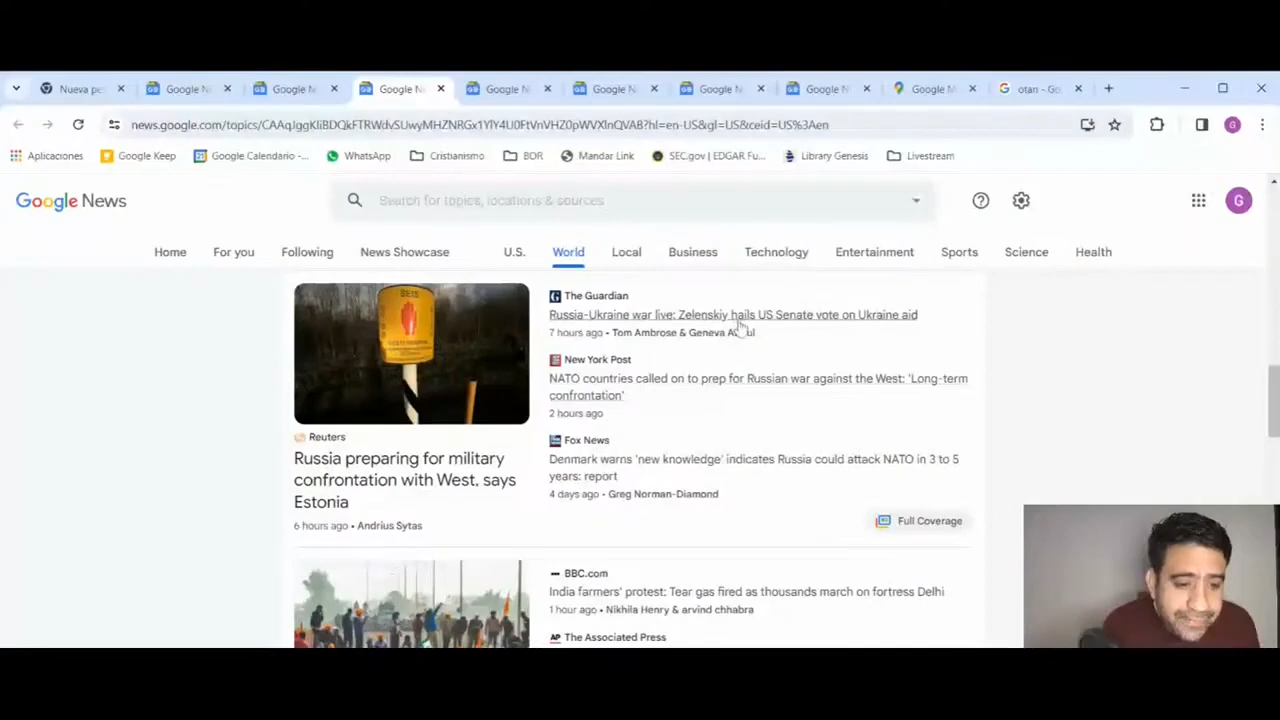 Nueva pe
Google N
Google N
Google N
Google N
Google N
Google N
Google N
Google M
otan - Go
news.google.com/topics/
?hl=en-US&gl=US&ceid=US%3Aen
G
Aplicaciones
Google Keep
Google Calendario -...
WhatsApp
Cristianismo
BOR
Mandar Link
SEC.gov | EDGAR Fu...
Library Genesis
Livestream
Google News
Search for topics, locations & sources
G
Home
For you
Following
News Showcase
U.S.
World
Local
Business
Technology
Entertainment
Sports
Science
Health
Reuters
Russia preparing for military
confrontation with West, says
Estonia
6 hours ago • Andrius Sytas
The Guardian
Russia-Ukraine war live: Zelenskiy hails US Senate vote on Ukraine aid
7 hours ago • Tom Ambrose & Geneva
New York Post
NATO countries called on to prep for Russian war against the West: 'Long-term
confrontation'
2 hours ago
Fox News
Denmark warns 'new knowledge' indicates Russia could attack NATO in 3 to 5
years: report
4 days ago • Greg Norman-Diamond
Full Coverage
BBC.com
India farmers' protest: Tear gas fired as thousands march on fortress Delhi
1 hour ago • Nikhila Henry & arvind chhabra
AP The Associated Press